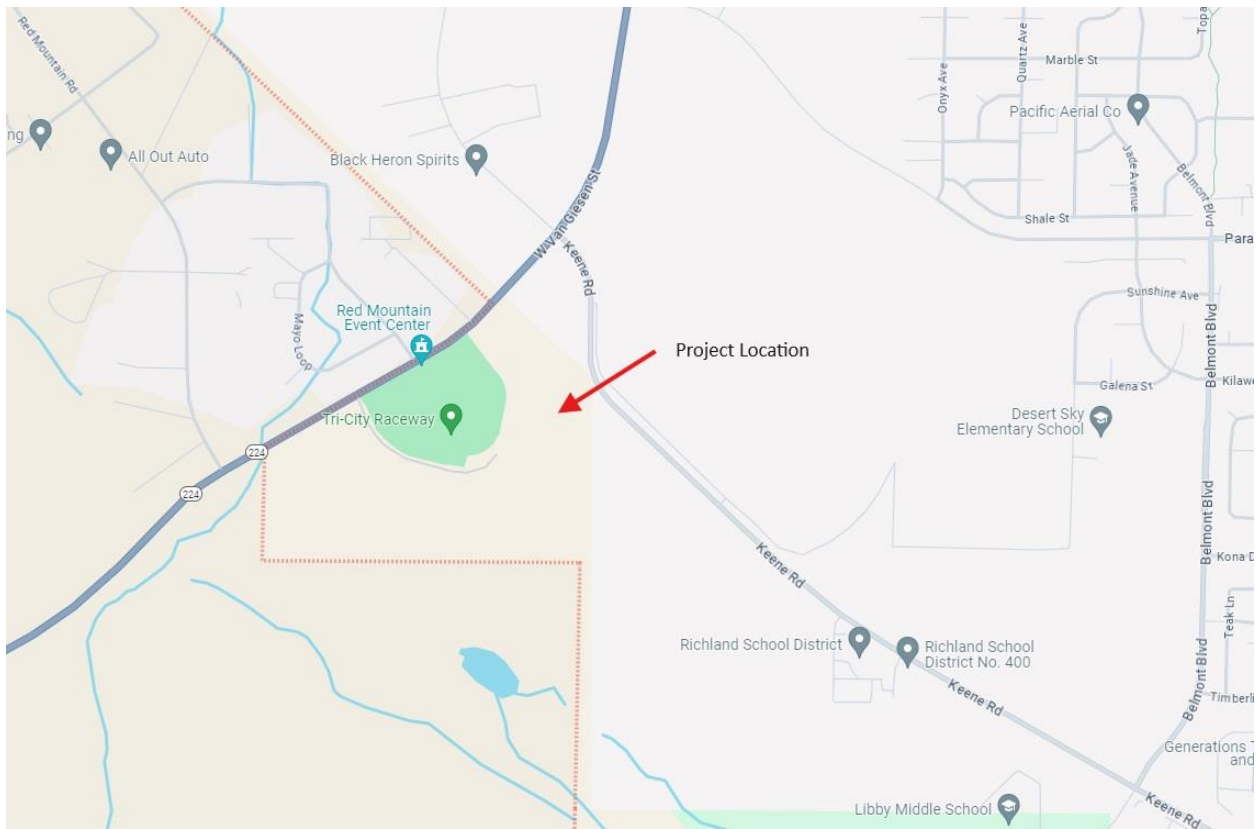 Red Mountain Rd
ng
All Out Auto
Black Heron Spirits
W Van Giesen St
Keene Rd
Onyx Ave
Quartz Ave
Marble St
Topa
Pacific Aerial Co
Jade Avenue
Belmont Blvd
Shale St
Para
Sunshine Ave
Belmont Blvd
Red Mountain
Event Center
Mayo Loop
Project Location
Tri-City Raceway
224
224
Galena St
Kilawe
Desert Sky
Elementary School
Belmont Blvd
Keene Rd
Kona D
Teak Ln
Richland School District
Richland School
District No. 400
Keene Rd
Belmont Blvd
Timberli
Generations T
and
Libby Middle School
Keene Rd